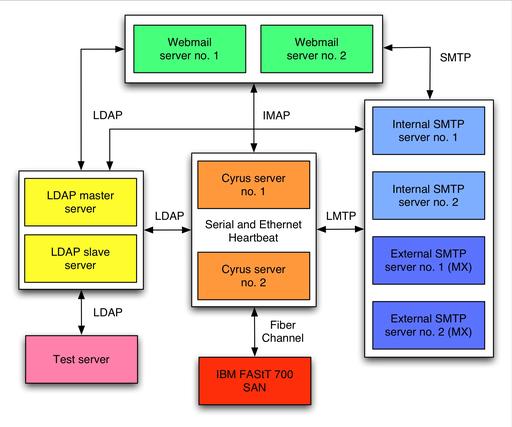 Webmail
server no. 1
Webmail
server no. 2
SMTP
LDAP
IMAP
Internal SMTP
server no. 1
Internal SMTP
server no. 2
External SMTP
server no. 1 (MX)
External SMTP
server no. 2 (MX)
LDAP master
server
LDAP slave
server
LDAP
Cyrus server
no. 1
Serial and Ethernet
Heartbeat
Cyrus server
no. 2
LMTP
LDAP
Test server
Fiber
Channel
IBM FAStT 700
SAN